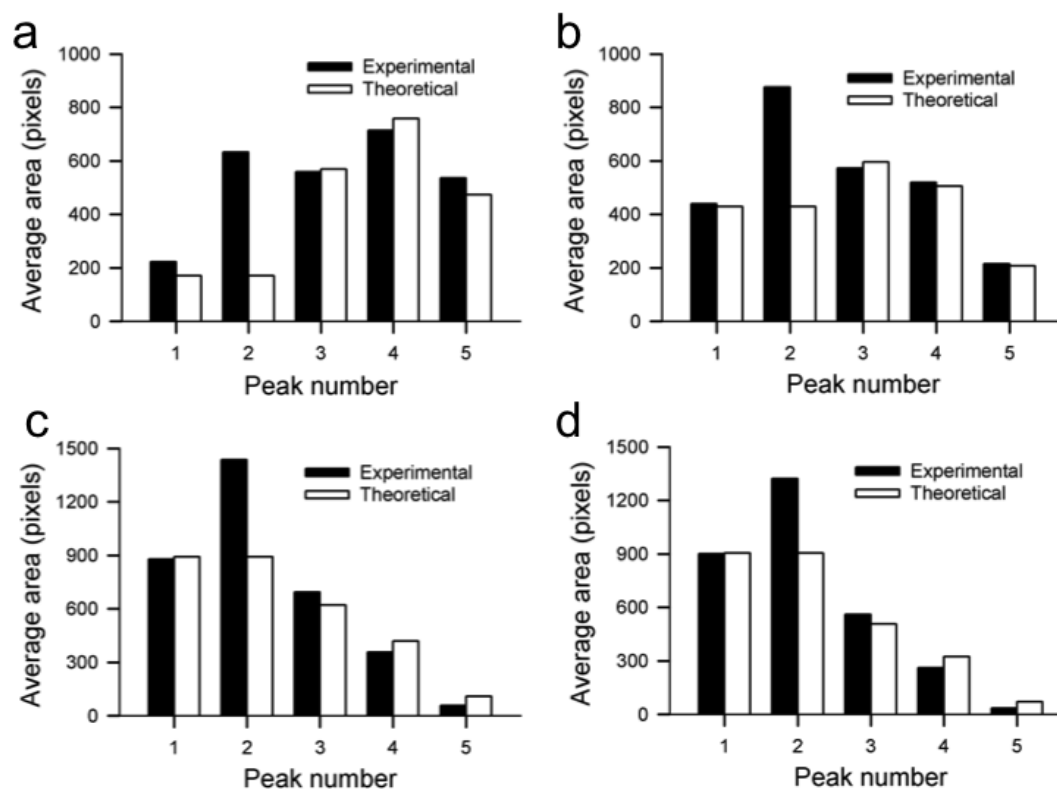 a
Average area (pixels)
1000
800
600
400
200
0
Experimental
Theoretical
1 2 3 4 5
Peak number
b
Average area (pixels)
1000
800
600
400
200
0
Experimental
Theoretical
1 2 3 4 5
Peak number
c
Average area (pixels)
1500
1200
900
600
300
0
Experimental
Theoretical
1 2 3 4 5
Peak number
d
Average area (pixels)
1500
1200
900
600
300
0
Experimental
Theoretical
1 2 3 4 5
Peak number